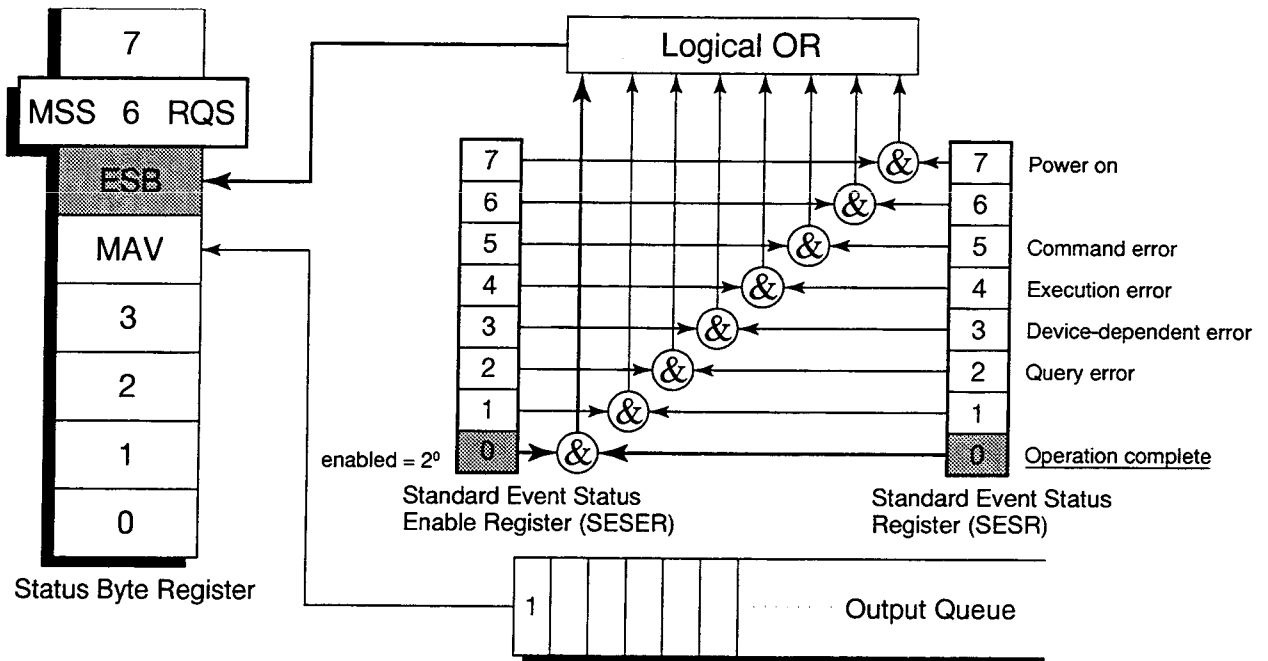 Logical OR
7
MSS 6 RQS
ESB
MAV
3
2
1
0
Status Byte Register
7
6
5
4
3
2
1
0
enabled = 2⁰
Standard Event Status
Enable Register (SESER)
&
&
&
&
&
&
&
&
7 Power on
6
5 Command error
4 Execution error
3 Device-dependent error
2 Query error
1
0 Operation complete
Standard Event Status
Register (SESR)
1 ........ Output Queue